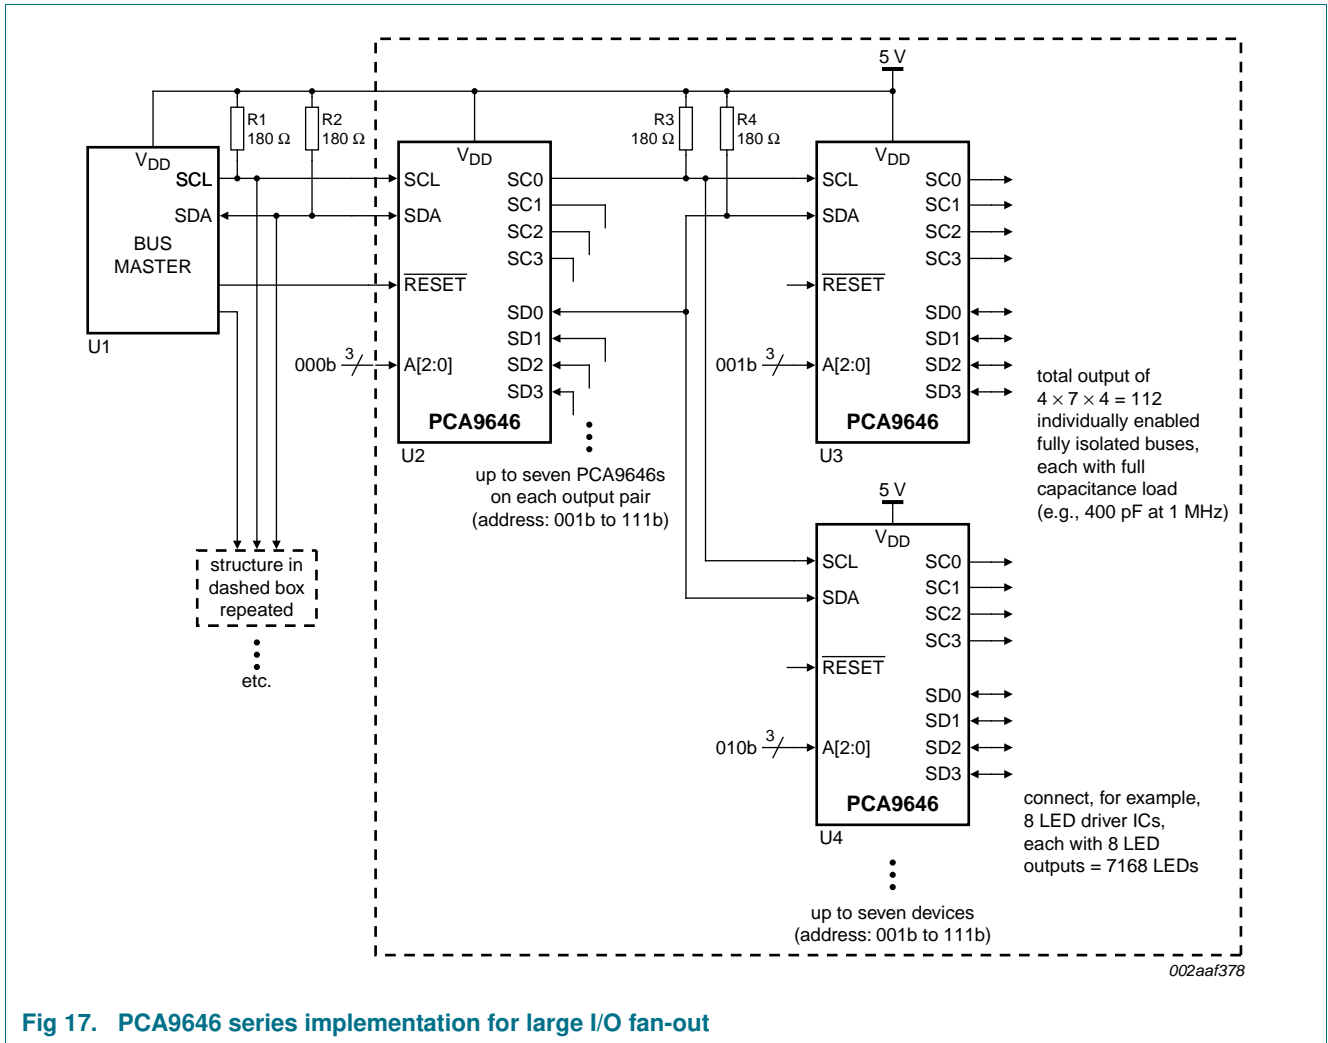 5 V
R1
180 Ω
R2
180 Ω
R3
180 Ω
R4
180 Ω
VDD
SCL
SDA
BUS
MASTER
U1
VDD
SCL
SDA
RESET
000b
3
A[2:0]
SC0
SC1
SC2
SC3
SD0
SD1
SD2
SD3
PCA9646
U2
up to seven PCA9646s
on each output pair
(address: 001b to 111b)
VDD
SCL
SDA
RESET
001b
3
A[2:0]
SC0
SC1
SC2
SC3
SD0
SD1
SD2
SD3
PCA9646
U3
total output of
4 × 7 × 4 = 112
individually enabled
fully isolated buses,
each with full
capacitance load
(e.g., 400 pF at 1 MHz)
structure in
dashed box
repeated
etc.
5 V
VDD
SCL
SDA
RESET
010b
3
A[2:0]
SC0
SC1
SC2
SC3
SD0
SD1
SD2
SD3
PCA9646
U4
connect, for example,
8 LED driver ICs,
each with 8 LED
outputs = 7168 LEDs
up to seven devices
(address: 001b to 111b)
002aaf378
Fig 17. PCA9646 series implementation for large I/O fan-out